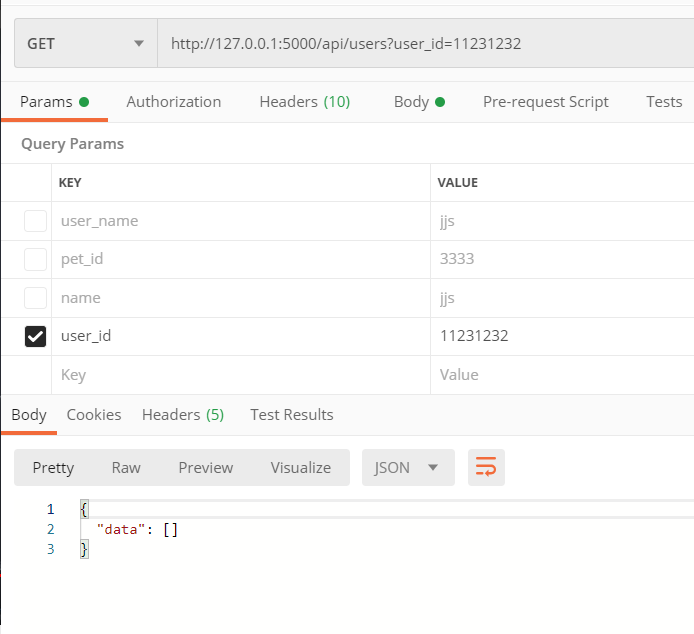 GET http://127.0.0.1:5000/api/users?user_id=11231232
Params Authorization Headers (10) Body Pre-request Script Tests
Query Params
KEY VALUE
user_name jjs
pet_id 3333
name jjs
user_id 11231232
Key Value
Body Cookies Headers (5) Test Results
Pretty Raw Preview Visualize JSON
1 {
2 "data": []
3 }